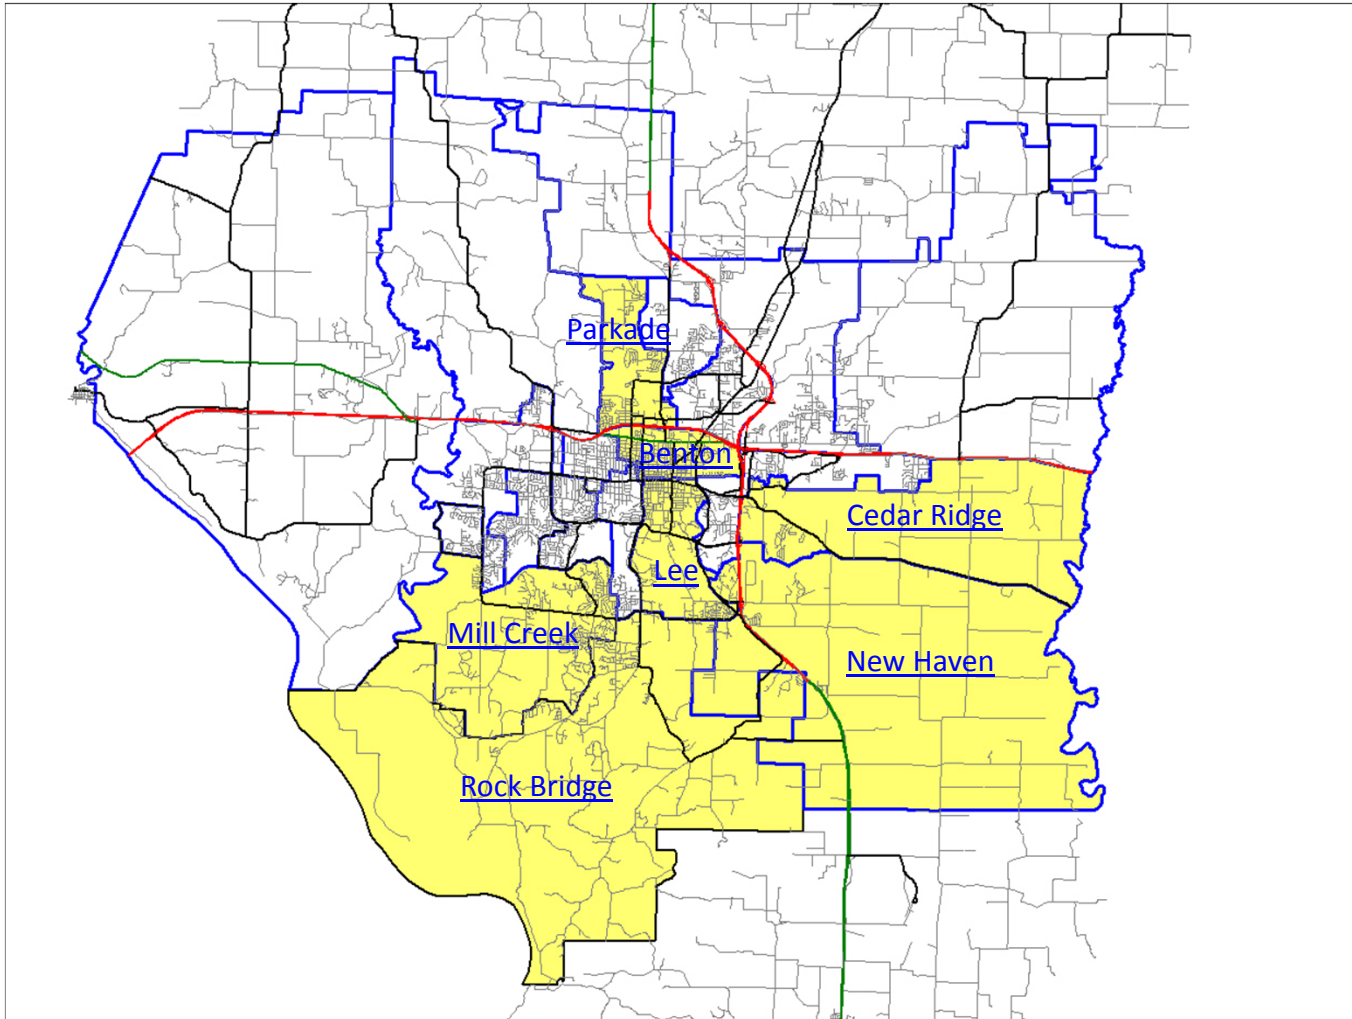 Parkade
Benton
Cedar Ridge
Lee
Mill Creek
New Haven
Rock Bridge